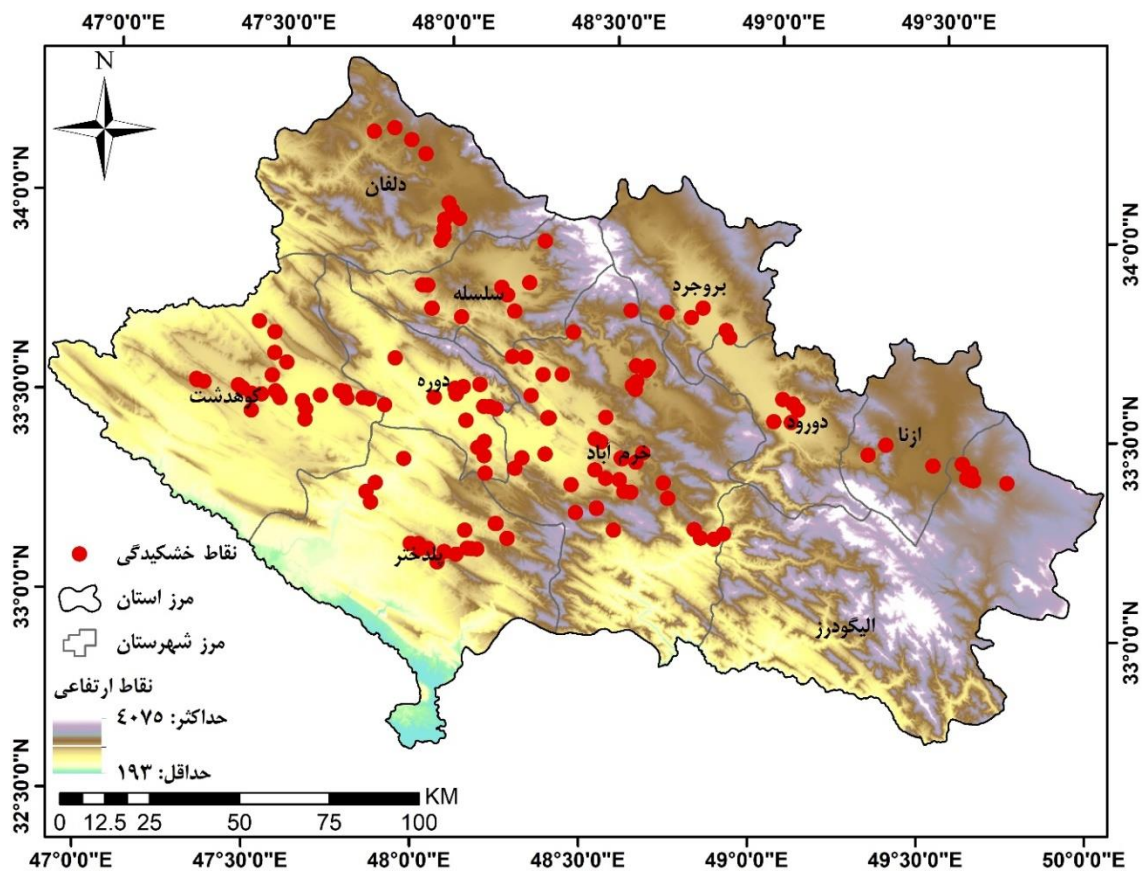 47°0'0"E 47°30'0"E 48°0'0"E 48°30'0"E 49°0'0"E 49°30'0"E
N
34°0'0"N
33°30'0"N
33°0'0"N
32°30'0"N
34°0'0"N
33°30'0"N
33°0'0"N
دلفان
بروجرد
سلسله
دوره
کوهدشت
دورود
ازنا
خرم آباد
پلدختر
الیگودرز
نقاط خشکیدگی
مرز استان
مرز شهرستان
نقاط ارتفاعی
حداکثر: ۴۰۷۵
حداقل: ۱۹۳
KM
0 12.5 25 50 75 100
47°0'0"E 47°30'0"E 48°0'0"E 48°30'0"E 49°0'0"E 49°30'0"E 50°0'0"E